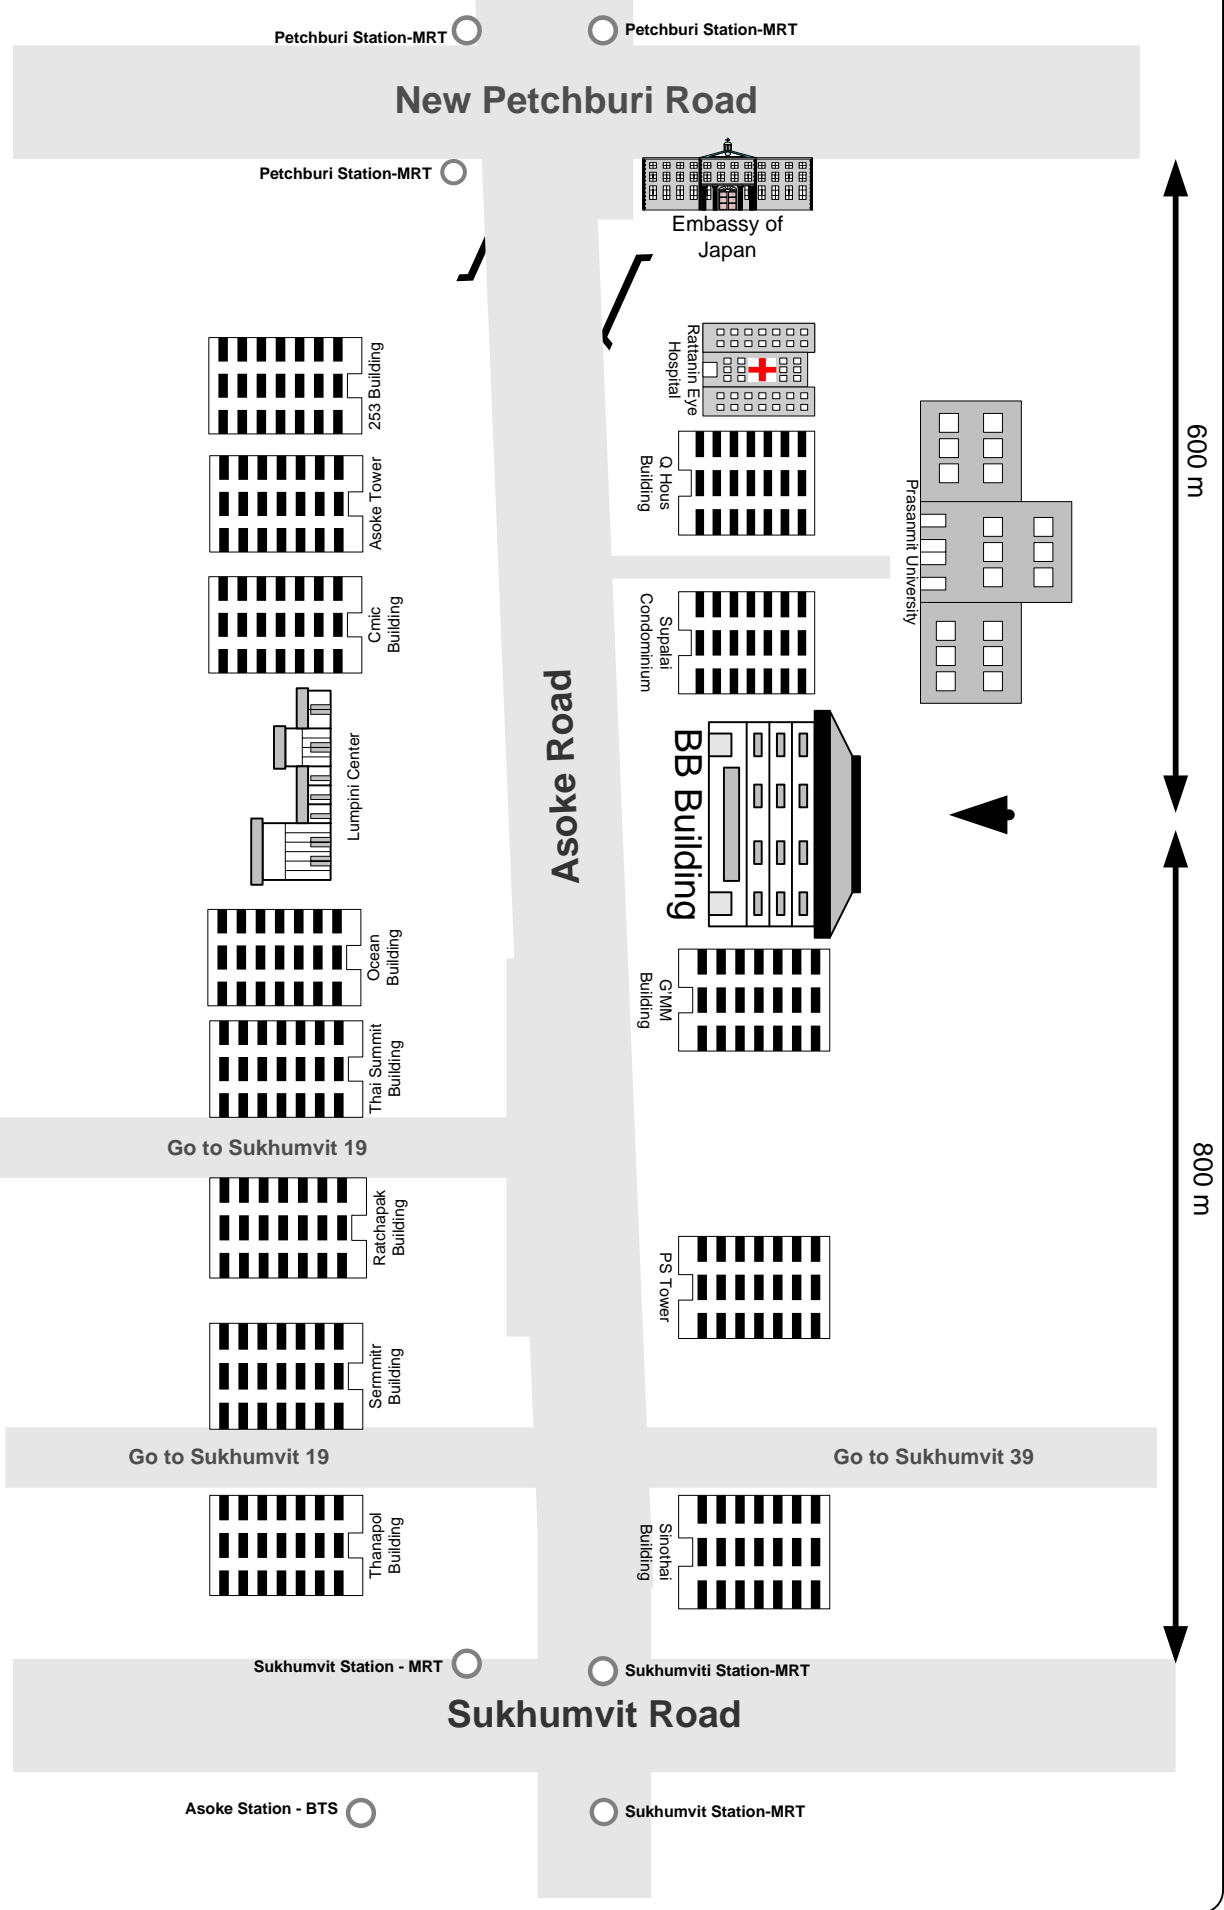 Petchburi Station-MRT
Petchburi Station-MRT
New Petchburi Road
Petchburi Station-MRT
Embassy of
Japan
253 Building
Rattanin Eye
Hospital
600 m
Asoke Tower
Q Hous
Building
Prasanmit University
Cmic
Building
Supalai
Condominium
Asoke Road
Lumpini Center
BB Building
Ocean
Building
G'MM
Building
Thai Summit
Building
Go to Sukhumvit 19
800 m
Ratchapak
Building
PS Tower
Sermmitr
Building
Go to Sukhumvit 19
Go to Sukhumvit 39
Thanapol
Building
Sinothai
Building
Sukhumvit Station - MRT
Sukhumviti Station-MRT
Sukhumvit Road
Asoke Station - BTS
Sukhumvit Station-MRT